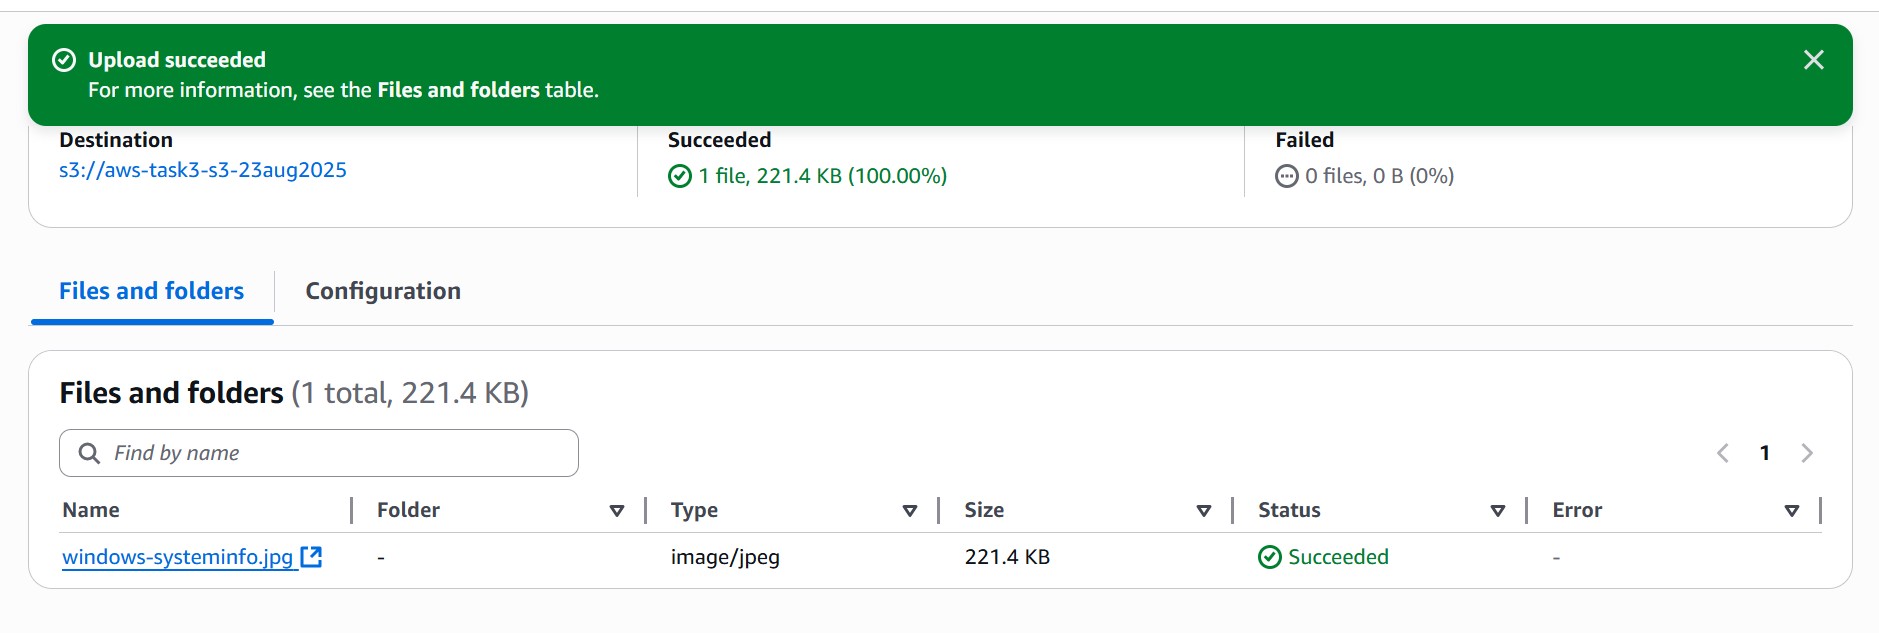 Upload succeeded
For more information, see the Files and folders table.
Destination
s3://aws-task3-s3-23aug2025
Succeeded
1 file, 221.4 KB (100.00%)
Failed
0 files, 0 B (0%)
Files and folders
Configuration
Files and folders (1 total, 221.4 KB)
Find by name
1
Name Folder Type Size Status Error
windows-systeminfo.jpg - image/jpeg 221.4 KB Succeeded -